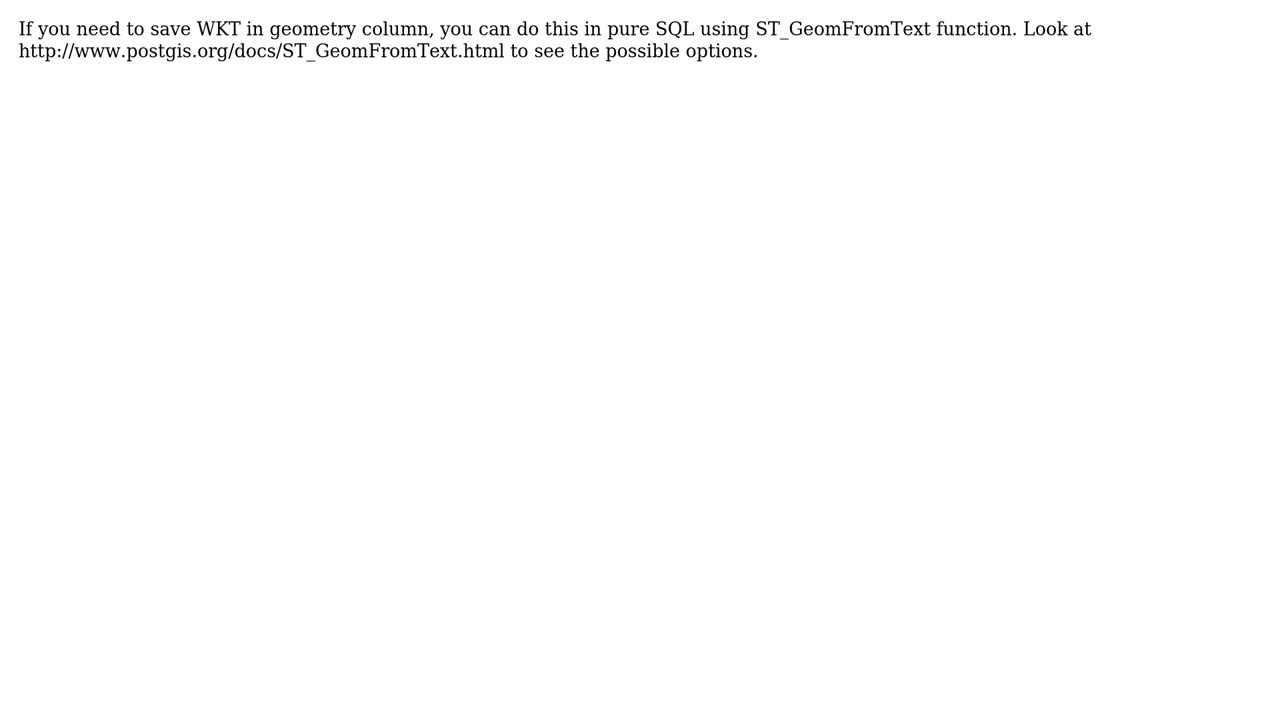 If you need to save WKT in geometry column, you can do this in pure SQL using ST_GeomFromText function. Look at
http://www.postgis.org/docs/ST_GeomFromText.html to see the possible options.